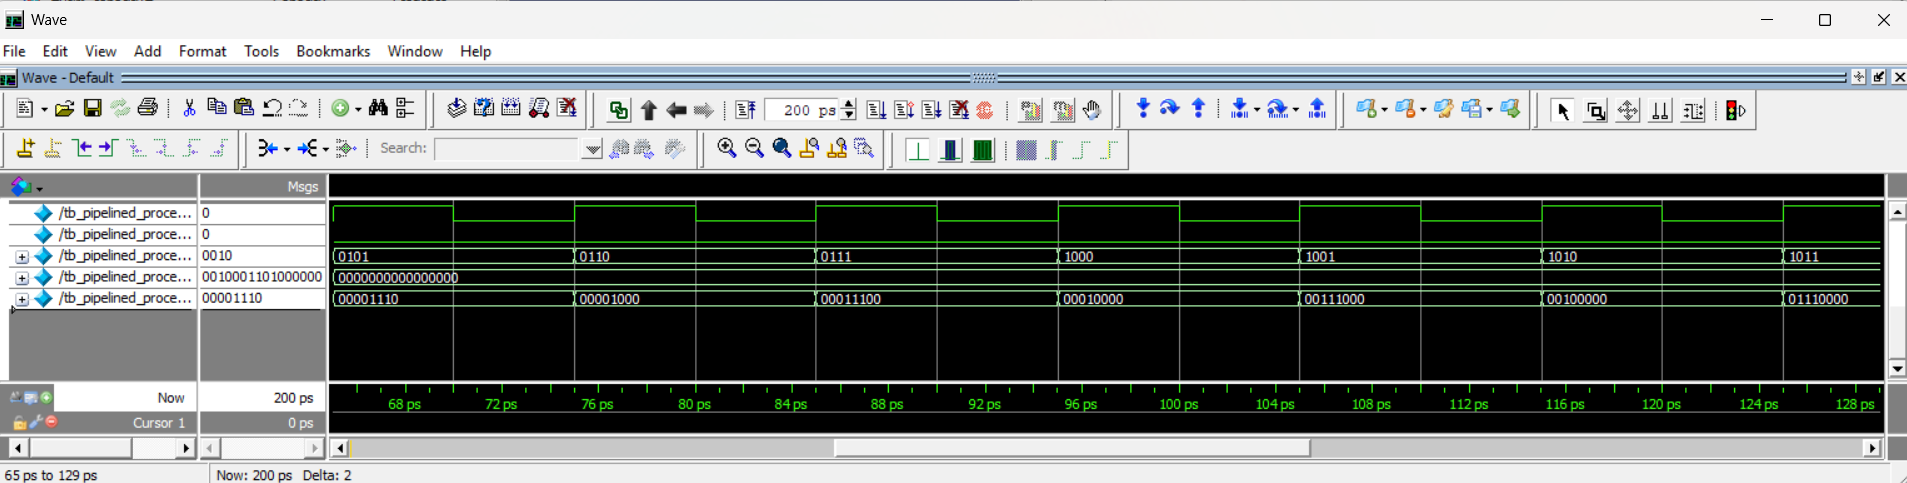 Wave
File Edit View Add Format Tools Bookmarks Window Help
Wave - Default
200 ps
Search:
Msgs
/tb_pipelined_proce... 0
/tb_pipelined_proce... 0
/tb_pipelined_proce... 0010 0101 0110 0111 1000 1001 1010 1011
/tb_pipelined_proce... 0010001101000000 0000000000000000
/tb_pipelined_proce... 00001110 00001110 00001000 00011100 00010000 00111000 00100000 01110000
Now 200 ps 68 ps 72 ps 76 ps 80 ps 84 ps 88 ps 92 ps 96 ps 100 ps 104 ps 108 ps 112 ps 116 ps 120 ps 124 ps 128 ps
Cursor 1 0 ps
65 ps to 129 ps Now: 200 ps Delta: 2